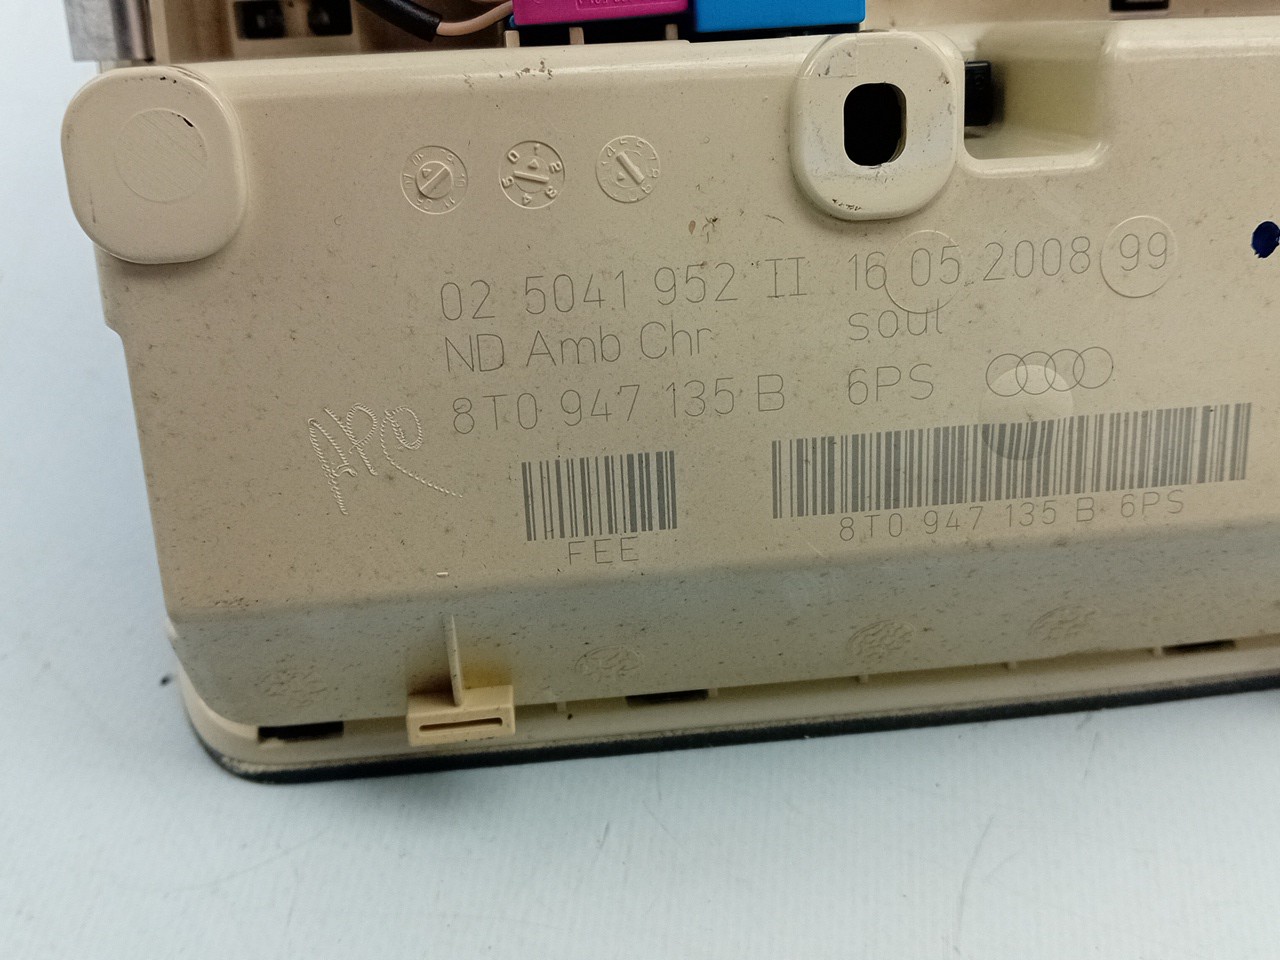 02 5041 952 II 16 05 2008 99
ND Amb Chr soul
8T0 947 135 B 6PS
FEE
8T0 947 135 B 6PS